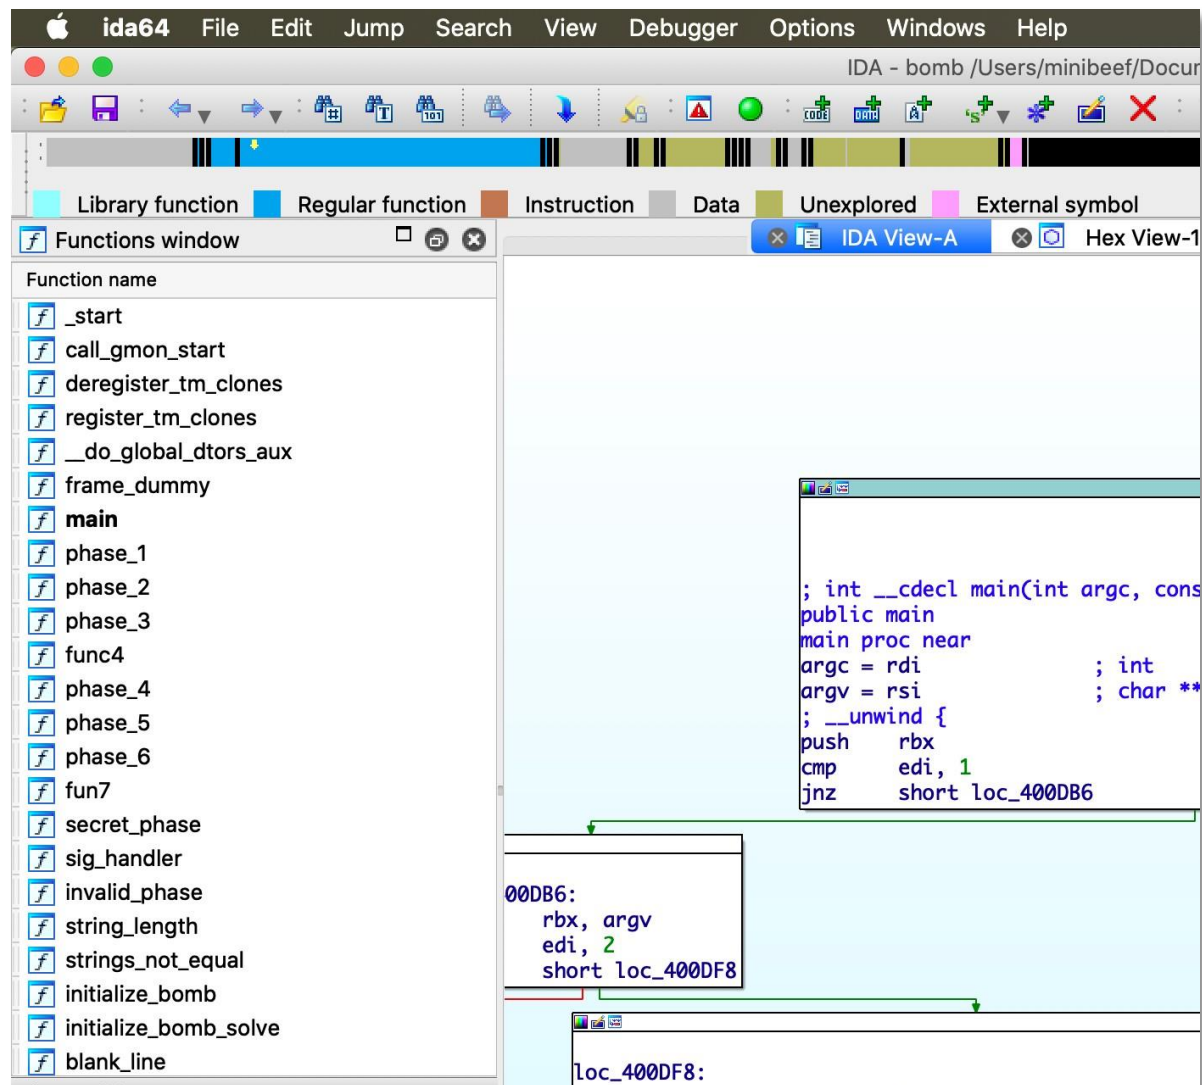 ida64 File Edit Jump Search View Debugger Options Windows Help
IDA - bomb /Users/minibeef/Docur
Library function Regular function Instruction Data Unexplored External symbol
Functions window
IDA View-A Hex View-1
Function name
_start
call_gmon_start
deregister_tm_clones
register_tm_clones
__do_global_dtors_aux
frame_dummy
main
phase_1
phase_2
phase_3
func4
phase_4
phase_5
phase_6
fun7
secret_phase
sig_handler
invalid_phase
string_length
strings_not_equal
initialize_bomb
initialize_bomb_solve
blank_line
; int __cdecl main(int argc, cons
public main
main proc near
argc = rdi ; int
argv = rsi ; char **
; __unwind {
push rbx
cmp edi, 1
jnz short loc_400DB6
00DB6:
rbx, argv
edi, 2
short loc_400DF8
loc_400DF8: